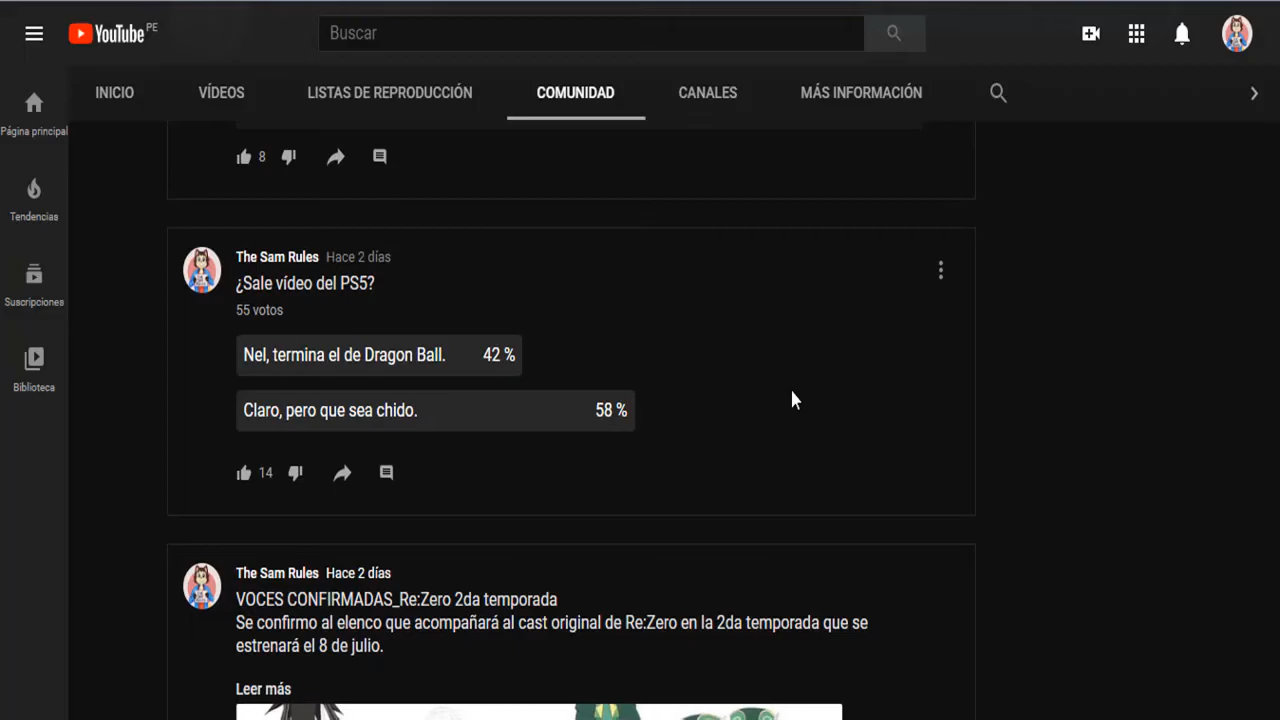 YouTube PE
Buscar
INICIO
VÍDEOS
LISTAS DE REPRODUCCIÓN
COMUNIDAD
CANALES
MÁS INFORMACIÓN
Página principal
Tendencias
Suscripciones
Biblioteca
8
The Sam Rules Hace 2 días
¿Sale vídeo del PS5?
55 votos
Nel, termina el de Dragon Ball. 42 %
Claro, pero que sea chido. 58 %
14
The Sam Rules Hace 2 días
VOCES CONFIRMADAS_Re:Zero 2da temporada
Se confirmo al elenco que acompañará al cast original de Re:Zero en la 2da temporada que se
estrenará el 8 de julio.
Leer más